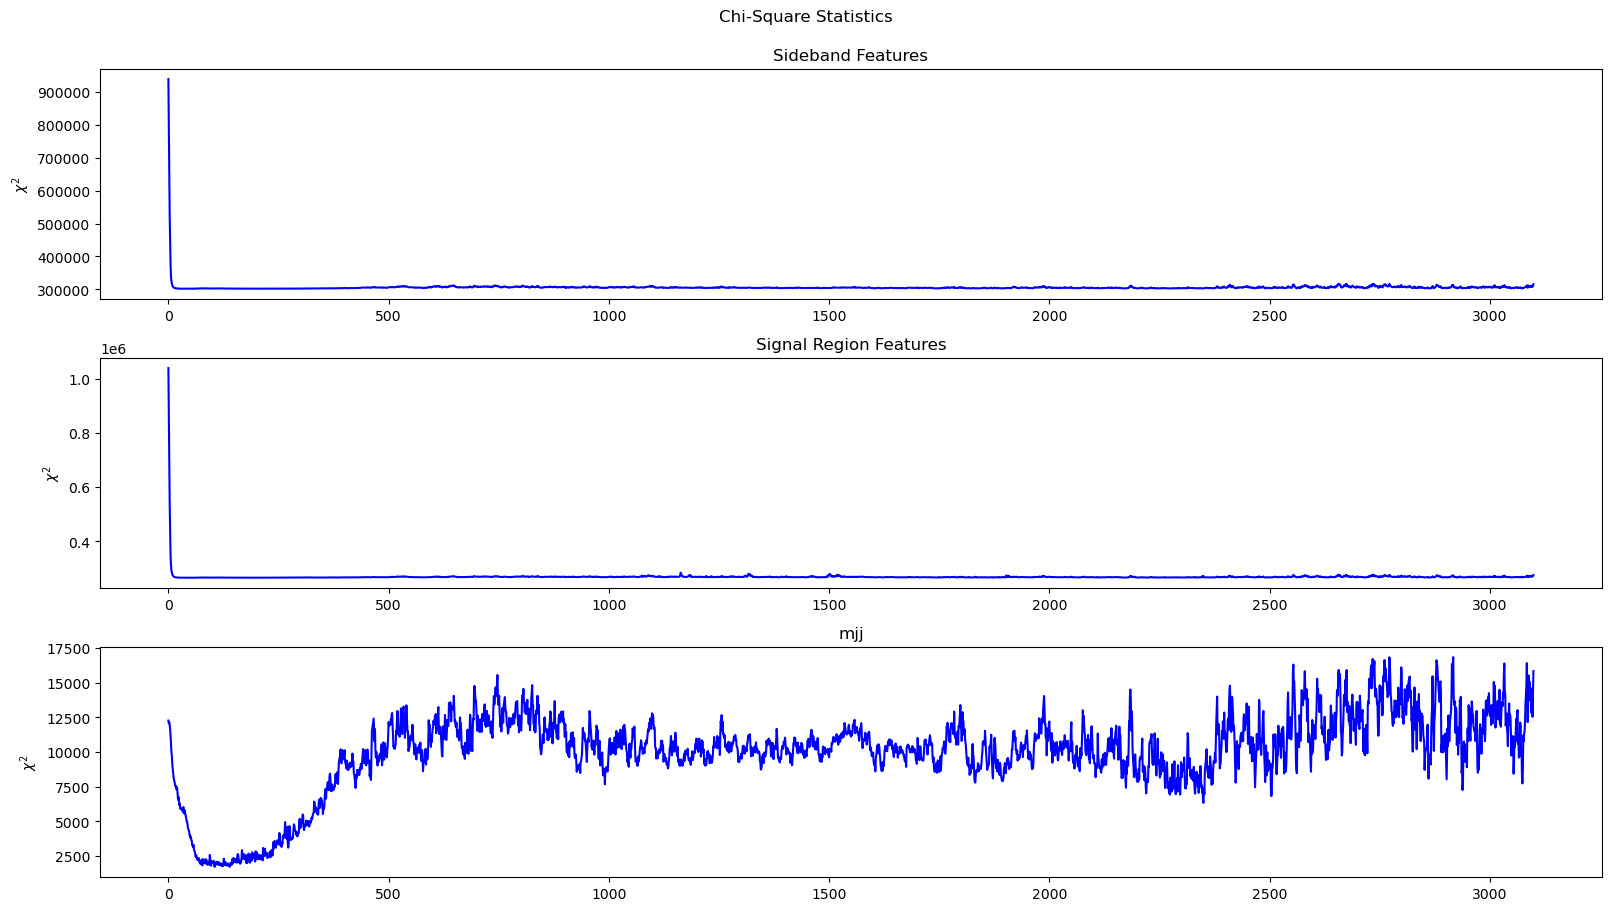 Chi-Square Statistics
Sideband Features
900000
800000
700000
600000
500000
400000
300000
χ²
0 500 1000 1500 2000 2500 3000
Signal Region Features
1e6
1.0
0.8
0.6
0.4
χ²
0 500 1000 1500 2000 2500 3000
mjj
17500
15000
12500
10000
7500
5000
2500
χ²
0 500 1000 1500 2000 2500 3000